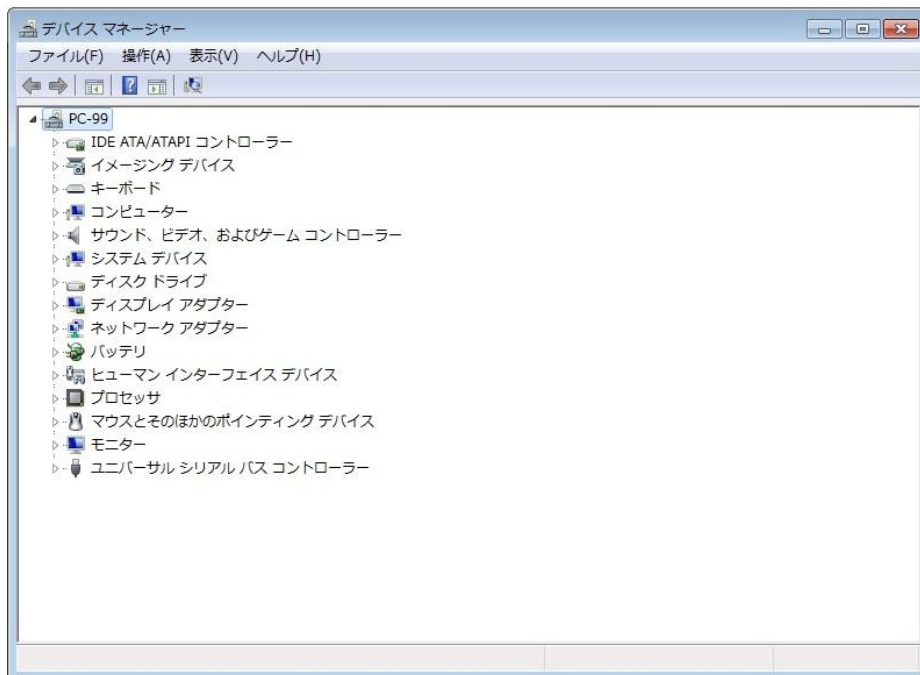 デバイス マネージャー
ファイル(F) 操作(A) 表示(V) ヘルプ(H)
PC-99
IDE ATA/ATAPI コントローラー
イメージング デバイス
キーボード
コンピューター
サウンド、ビデオ、およびゲーム コントローラー
システム デバイス
ディスク ドライブ
ディスプレイ アダプター
ネットワーク アダプター
バッテリ
ヒューマン インターフェイス デバイス
プロセッサ
マウスとそのほかのポインティング デバイス
モニター
ユニバーサル シリアル バス コントローラー